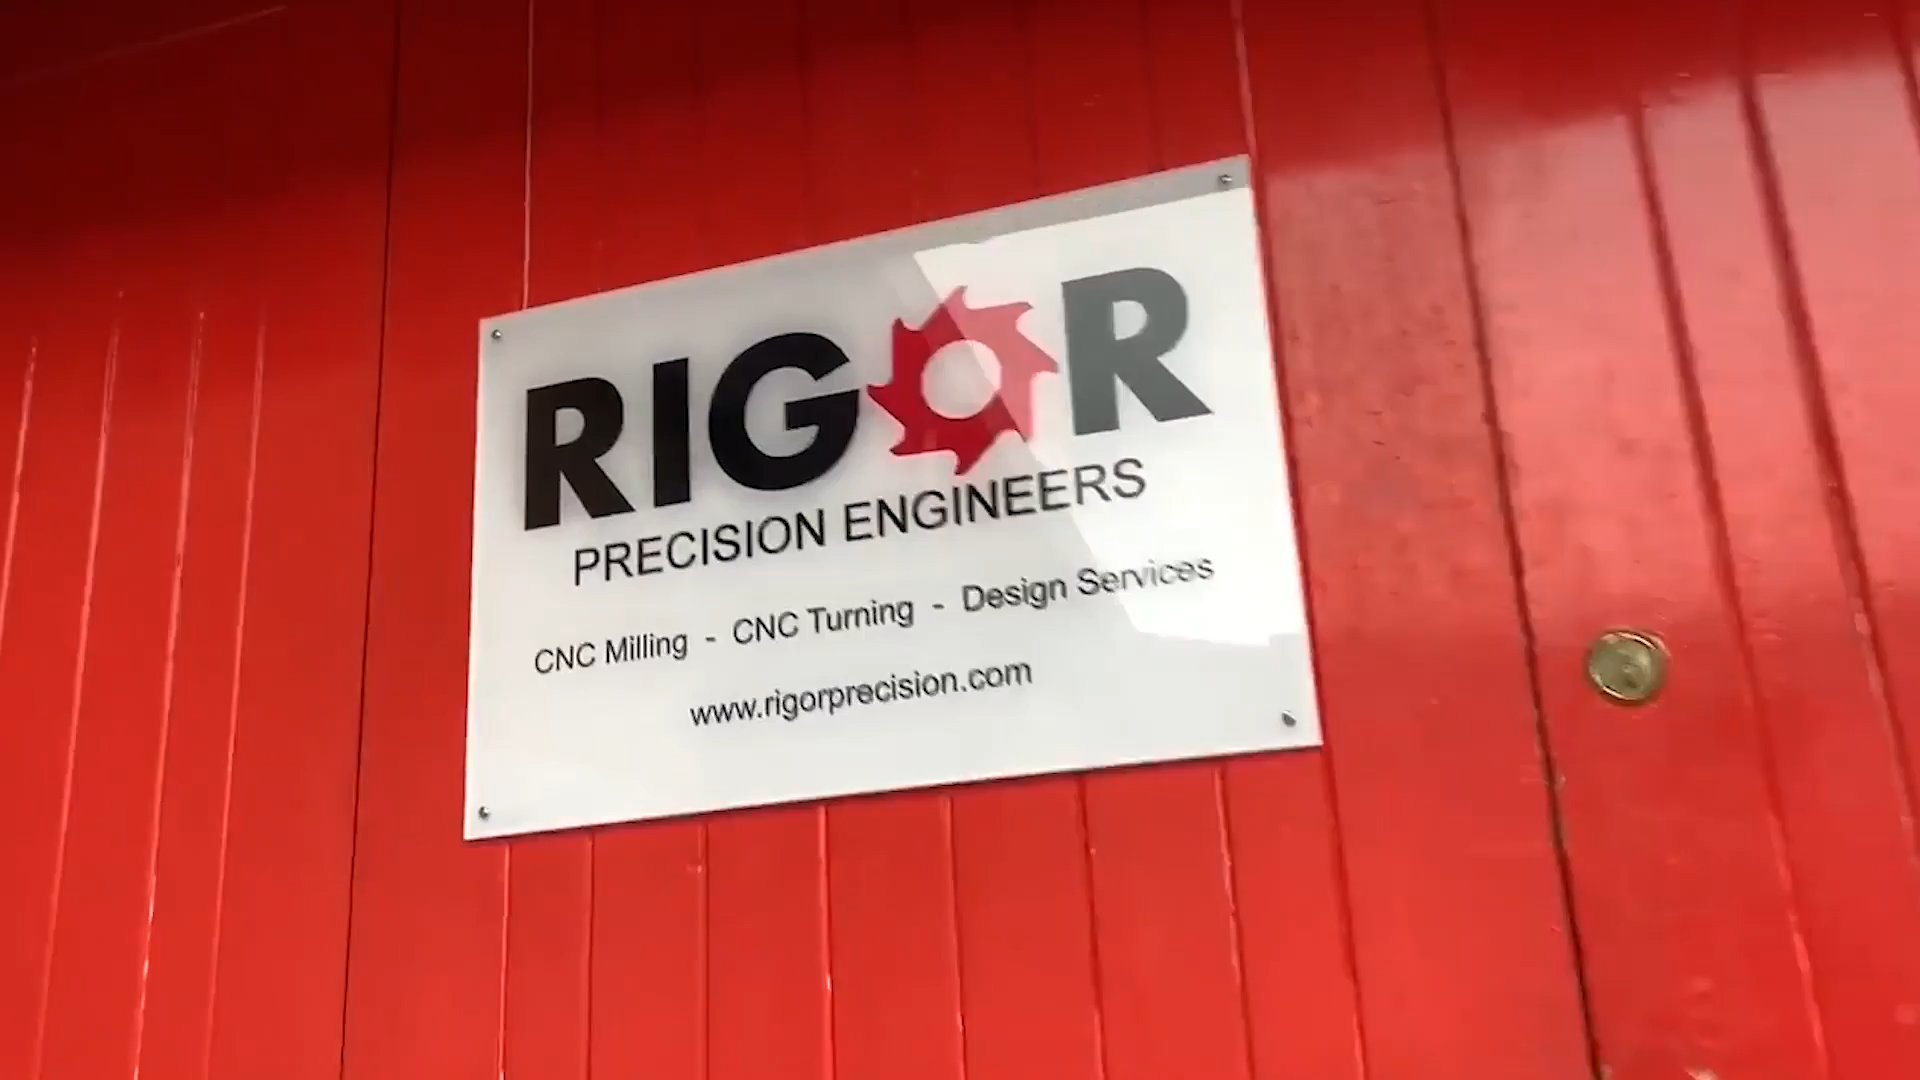 RIGOR
PRECISION ENGINEERS
CNC Milling - CNC Turning - Design Services
www.rigorprecision.com